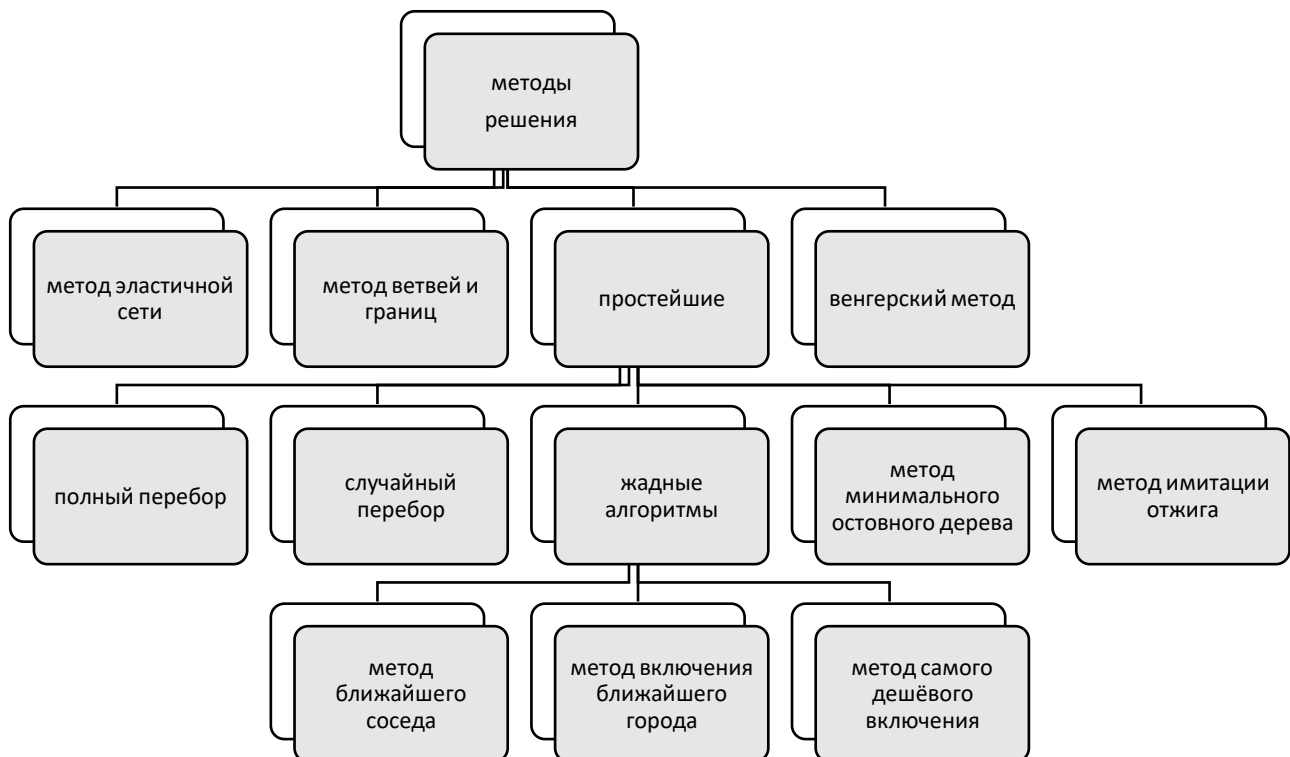 методы
решения
метод эластичной
сети
метод ветвей и
границ
простейшие
венгерский метод
полный перебор
случайный
перебор
жадные
алгоритмы
метод
минимального
остовного дерева
метод имитации
отжига
метод
ближайшего
соседа
метод включения
ближайшего
города
метод самого
дешёвого
включения